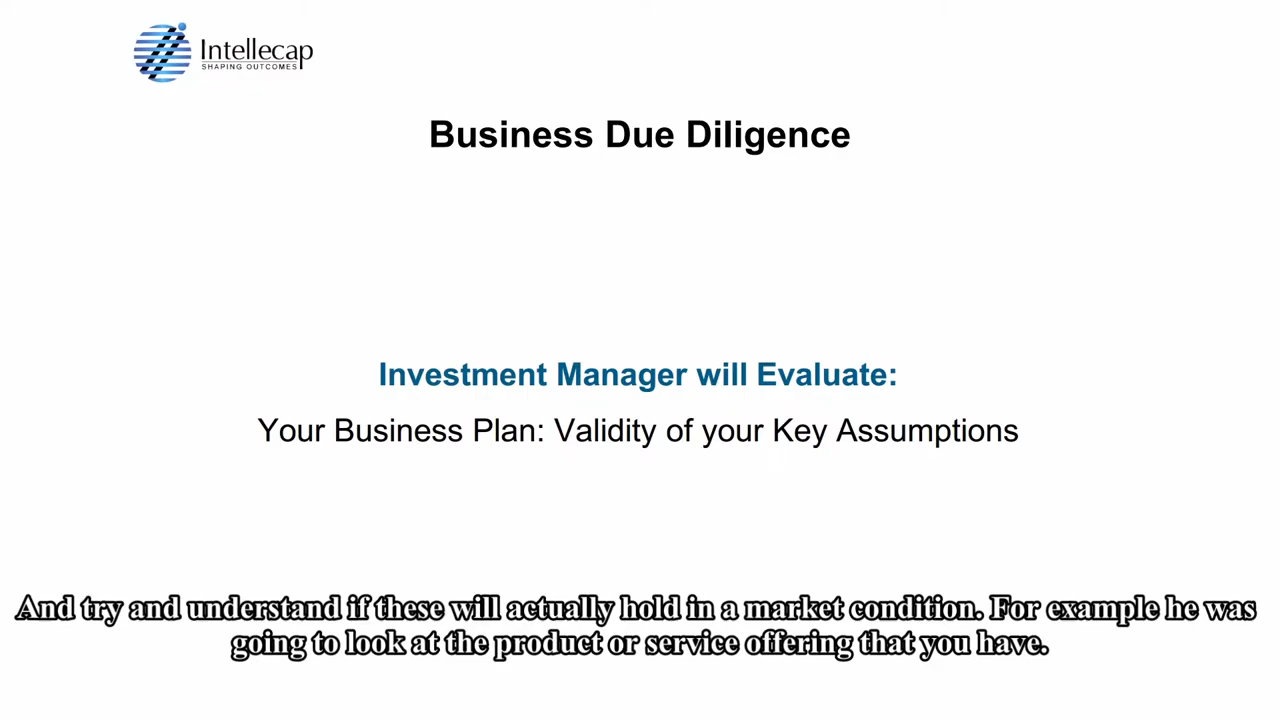 Intellecap
SHAPING OUTCOMES
Business Due Diligence
Investment Manager will Evaluate:
Your Business Plan: Validity of your Key Assumptions
And try and understand if these will actually hold in a market condition. For example he was
going to look at the product or service offering that you have.